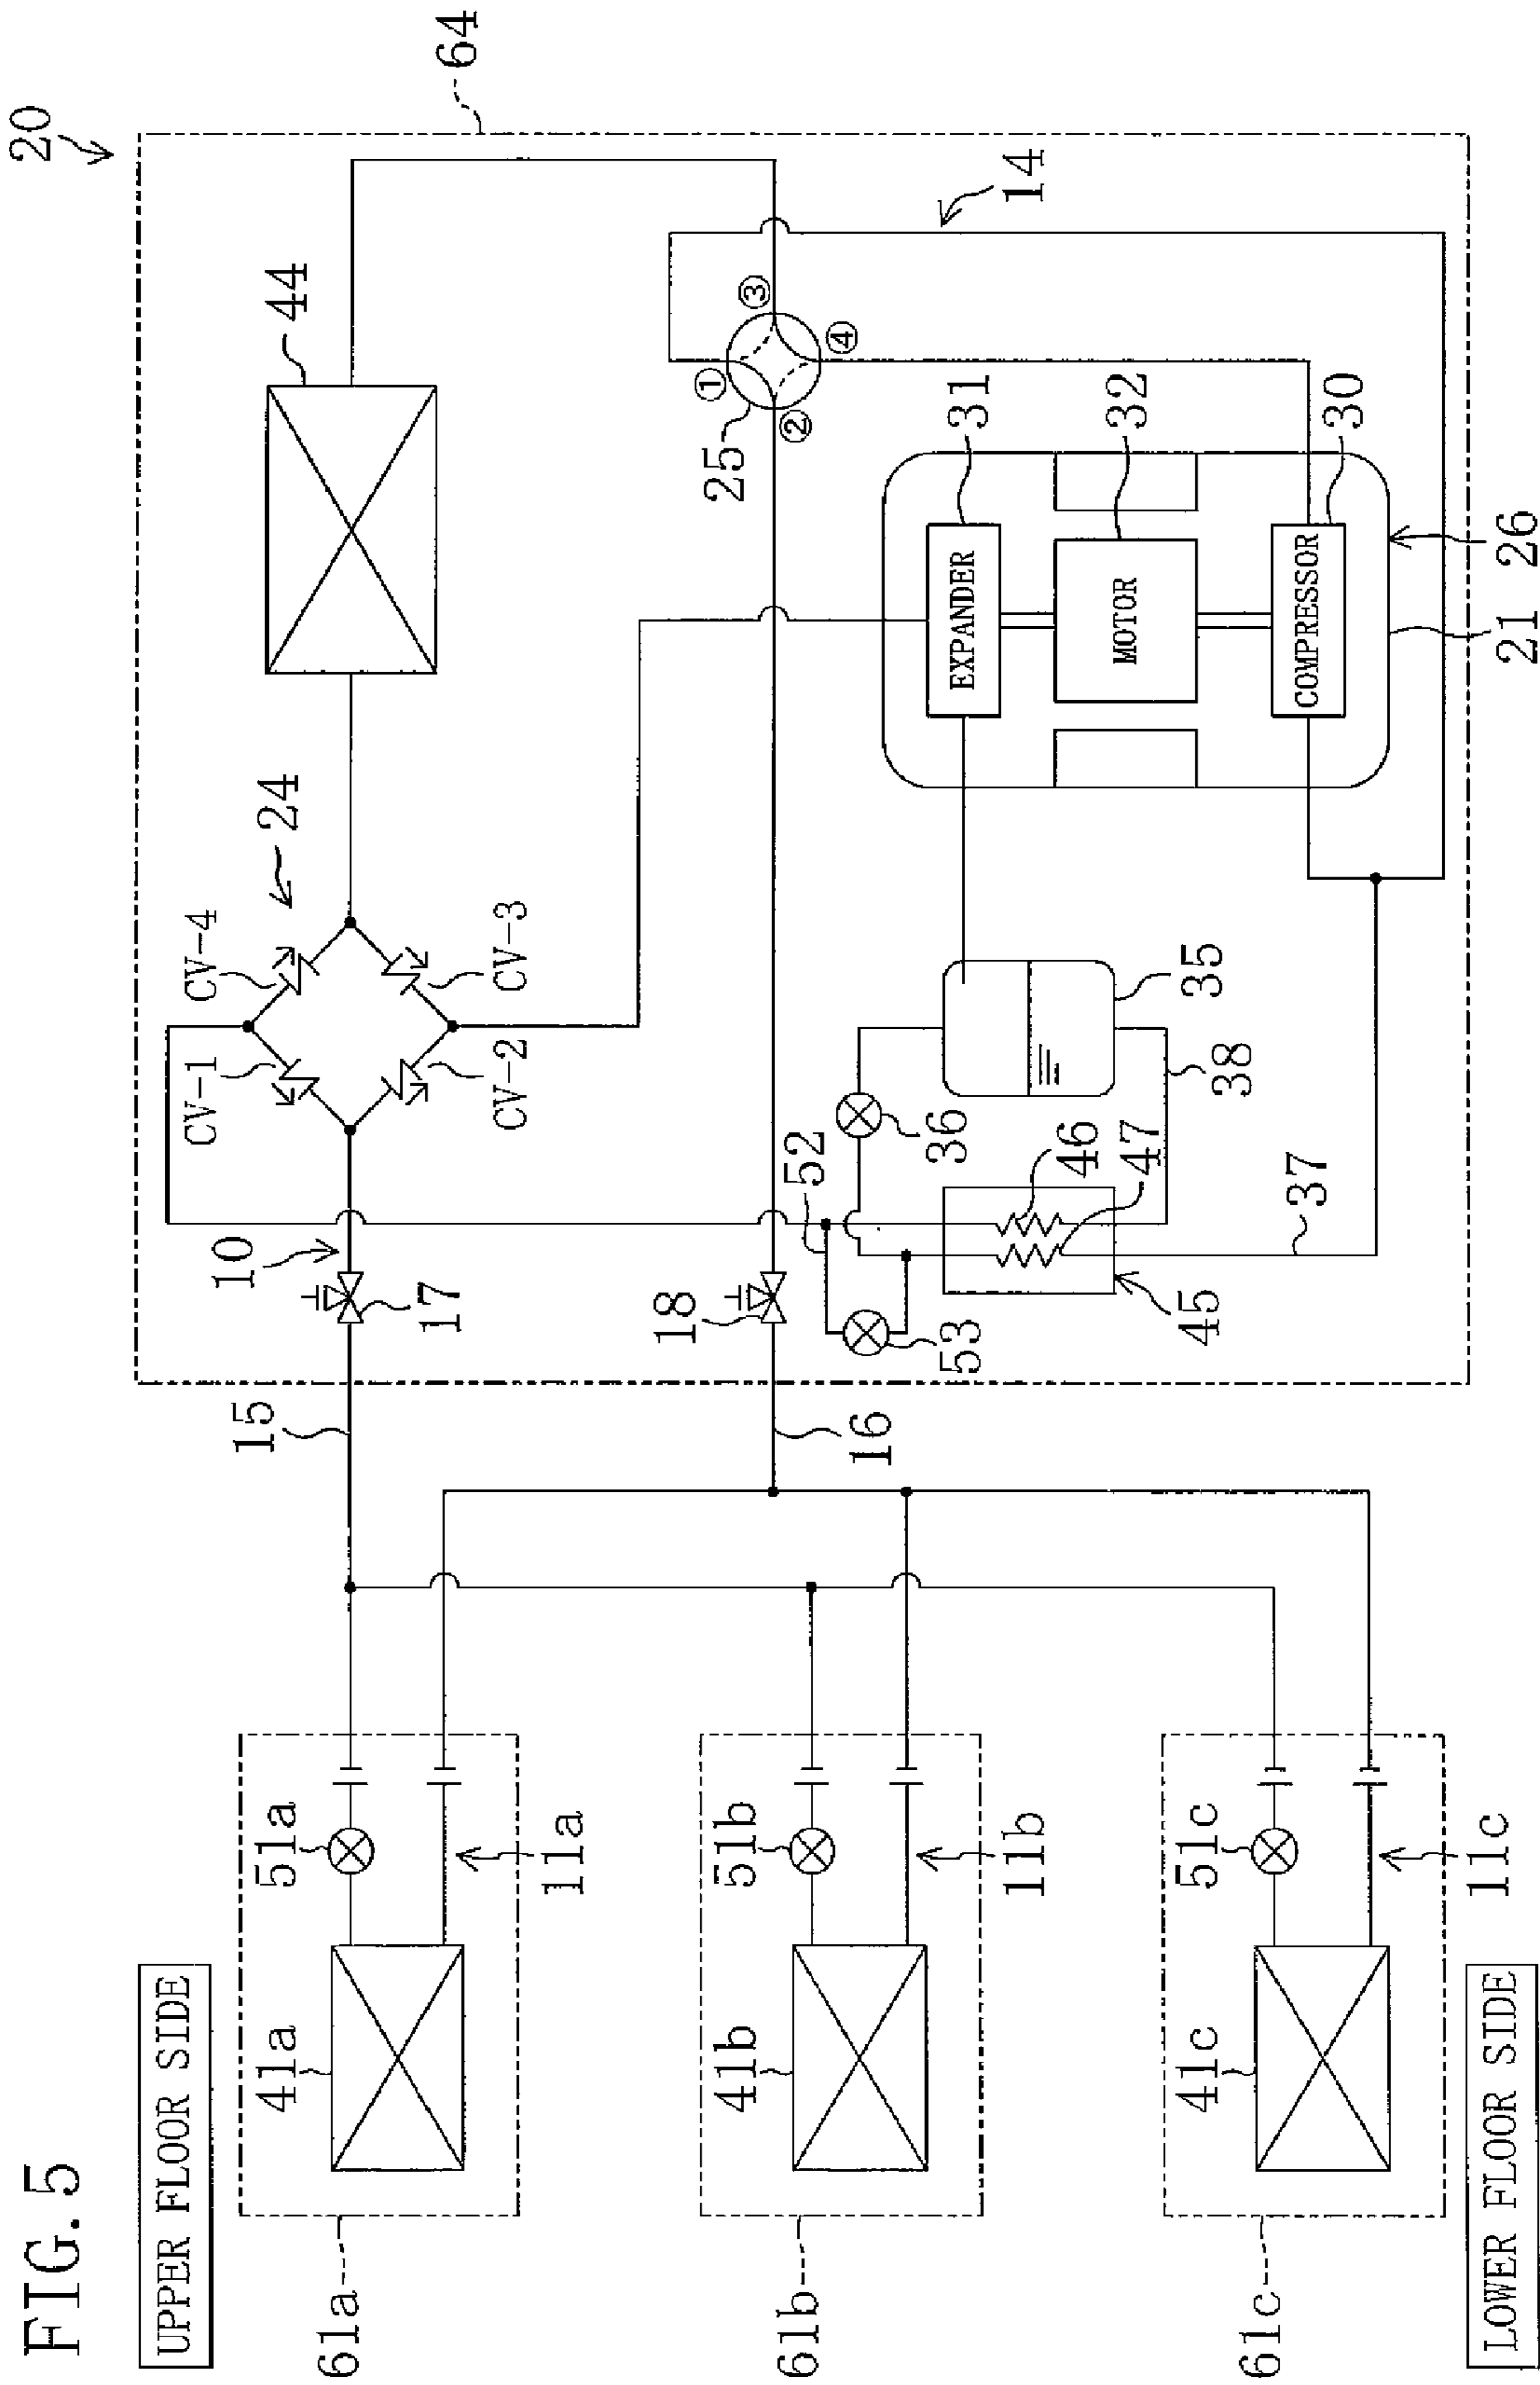 FIG. 5
UPPER FLOOR SIDE
20
64
44
24
CV-4
CV-1
CV-3
CV-2
10
17
15
61a
41a
51a
11a
14
①
②
③
④
25
18
16
52
36
53
46
47
45
35
38
37
EXPANDER
31
MOTOR
32
COMPRESSOR
30
26
21
61b
41b
51b
11b
61c
41c
51c
11c
LOWER FLOOR SIDE